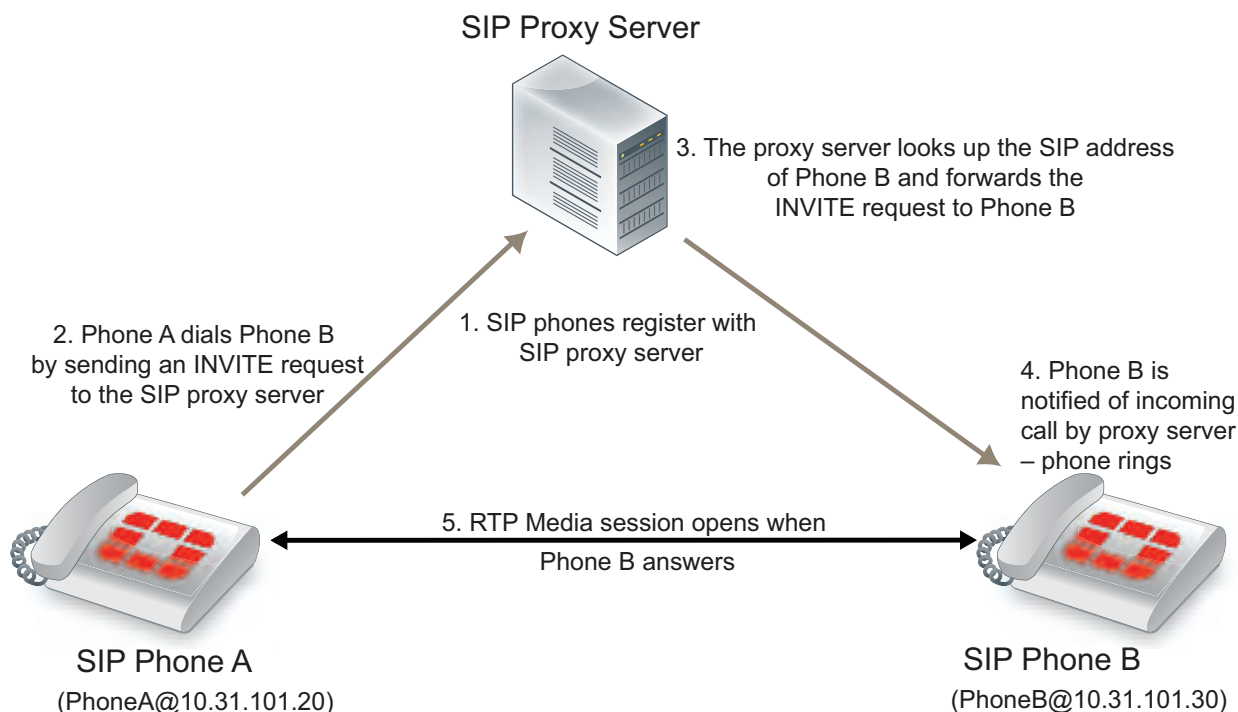 SIP Proxy Server
3. The proxy server looks up the SIP address
of Phone B and forwards the
INVITE request to Phone B
2. Phone A dials Phone B
by sending an INVITE request
to the SIP proxy server
1. SIP phones register with
SIP proxy server
4. Phone B is
notified of incoming
call by proxy server
– phone rings
5. RTP Media session opens when
Phone B answers
SIP Phone A
(PhoneA@10.31.101.20)
SIP Phone B
(PhoneB@10.31.101.30)